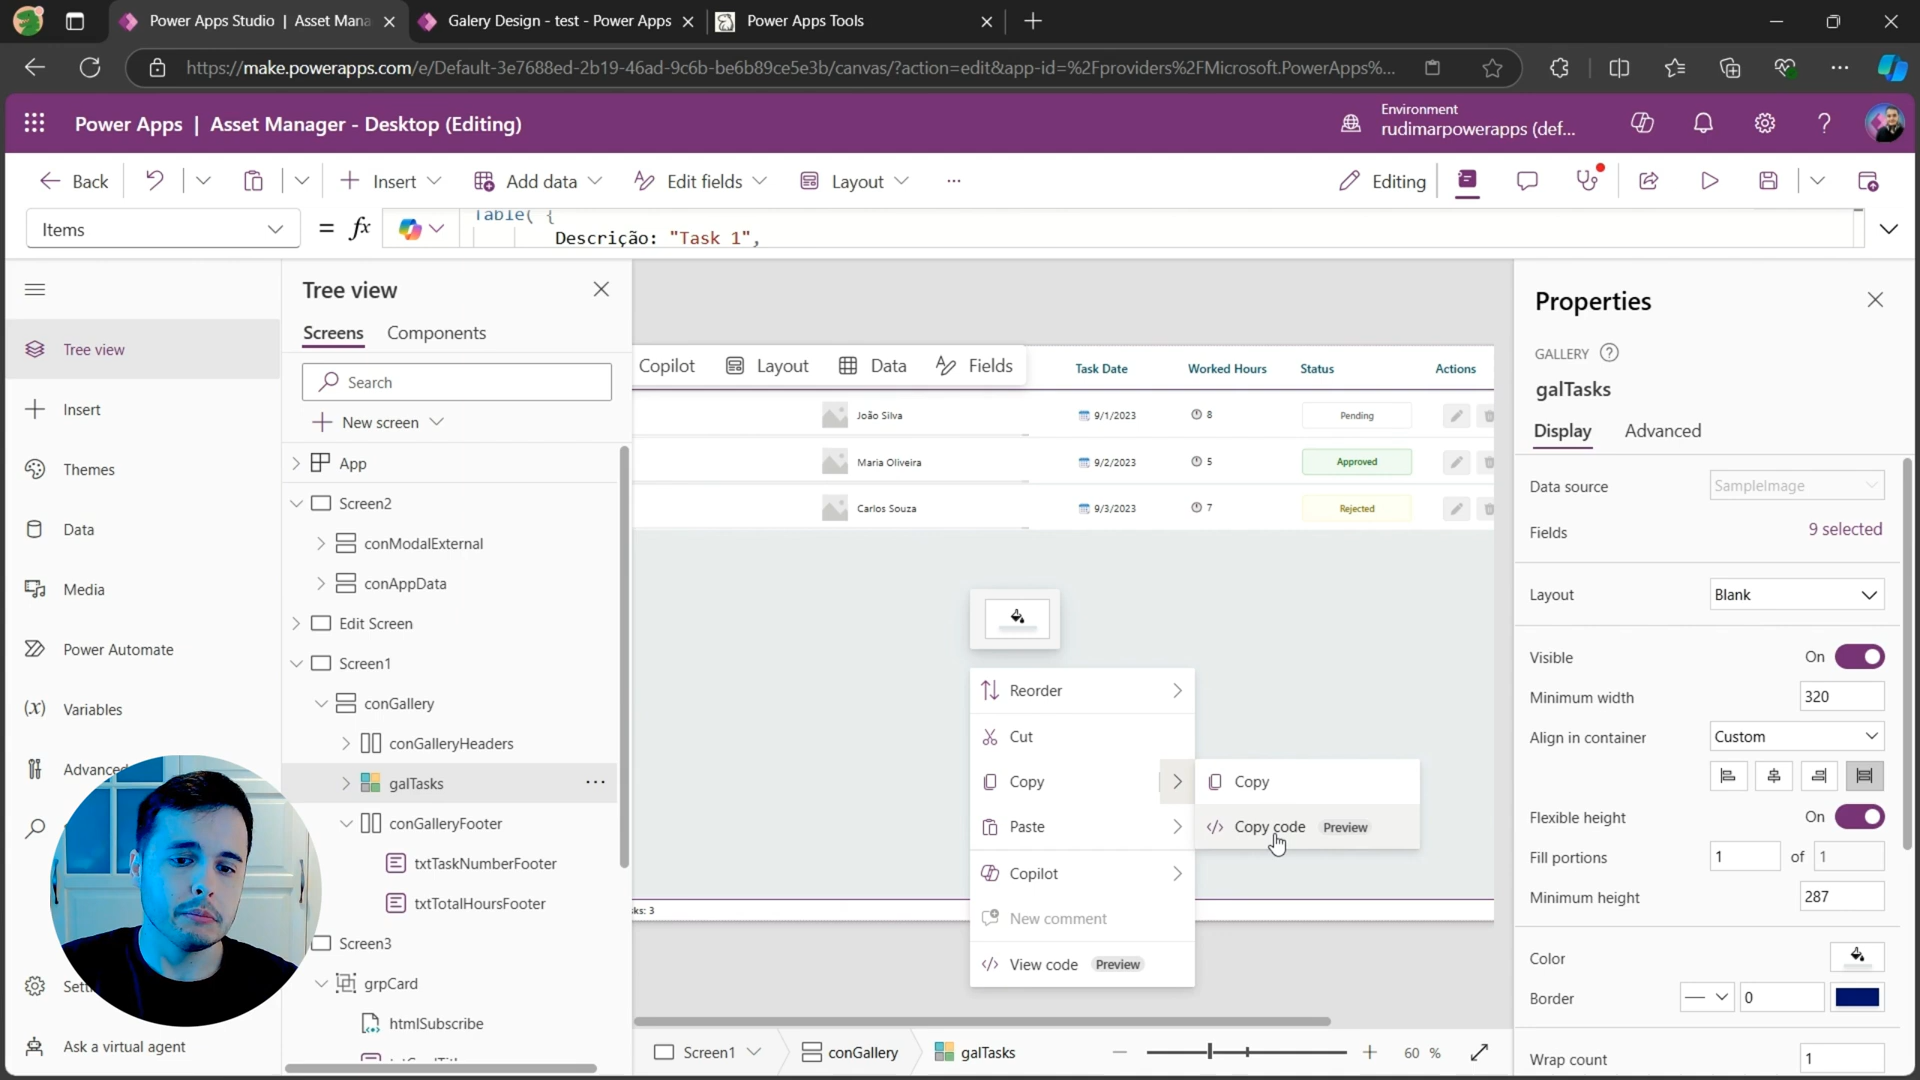 Power Apps Studio | Asset Mana
Galery Design - test - Power Apps
Power Apps Tools
https://make.powerapps.com/e/Default-3e7688ed-2b19-46ad-9c6b-be6b89ce5e3b/canvas/?action=edit&app-id=%2Fproviders%2FMicrosoft.PowerApps%...
Power Apps | Asset Manager - Desktop (Editing)
Environment
rudimarpowerapps (def...
Back
Insert
Add data
Edit fields
Layout
Editing
Items
= fx
Table( {
Descrição: "Task 1",
Tree view
Insert
Themes
Data
Media
Power Automate
(x) Variables
Advanced
Ask a virtual agent
Tree view
Screens
Components
Search
New screen
App
Screen2
conModalExternal
conAppData
Edit Screen
Screen1
conGallery
conGalleryHeaders
galTasks
conGalleryFooter
txtTaskNumberFooter
txtTotalHoursFooter
Screen3
grpCard
htmlSubscribe
Copilot
Layout
Data
Fields
Task Date
Worked Hours
Status
Actions
João Silva
9/1/2023
8
Pending
Maria Oliveira
9/2/2023
5
Approved
Carlos Souza
9/3/2023
7
Rejected
Reorder
Cut
Copy
Paste
Copilot
New comment
View code Preview
Copy
Copy code Preview
sks: 3
Screen1
conGallery
galTasks
60 %
Properties
GALLERY
galTasks
Display
Advanced
Data source
SampleImage
Fields
9 selected
Layout
Blank
Visible
On
Minimum width
320
Align in container
Custom
Flexible height
On
Fill portions
1 of 1
Minimum height
287
Color
Border
0
Wrap count
1